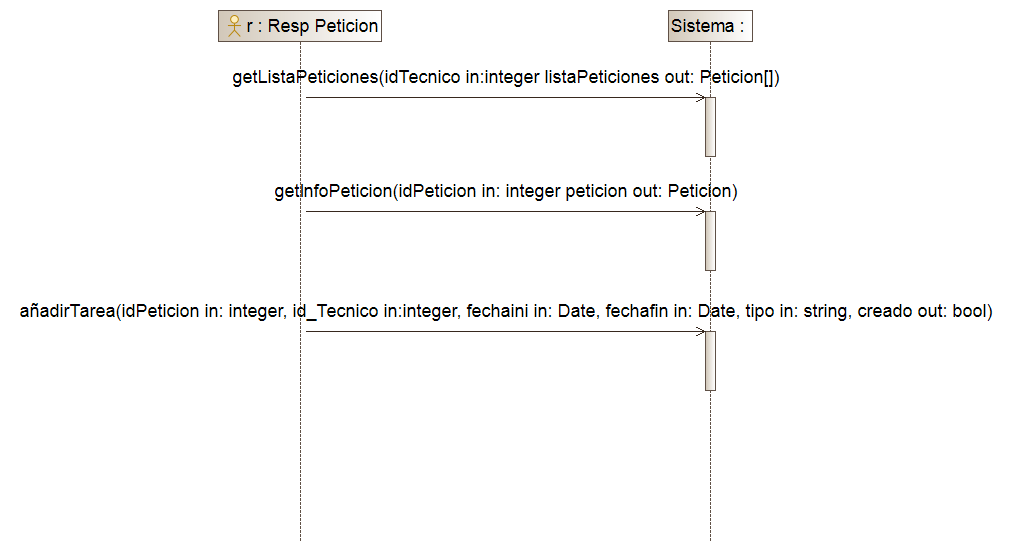 r : Resp Peticion
Sistema :
getListaPeticiones(idTecnico in:integer listaPeticiones out: Peticion[])
getInfoPeticion(idPeticion in: integer peticion out: Peticion)
añadirTarea(idPeticion in: integer, id_Tecnico in:integer, fechaini in: Date, fechafin in: Date, tipo in: string, creado out: bool)